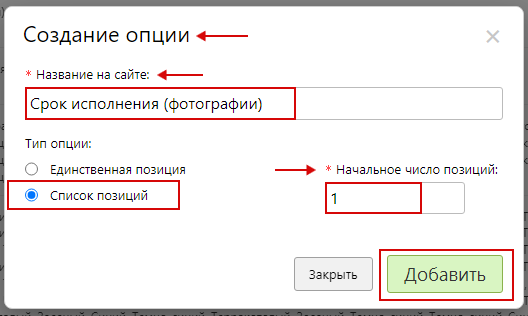 Создание опции
* Название на сайте:
Срок исполнения (фотографии)
Тип опции:
Единственная позиция
* Начальное число позиций:
Список позиций
1
Закрыть
Добавить